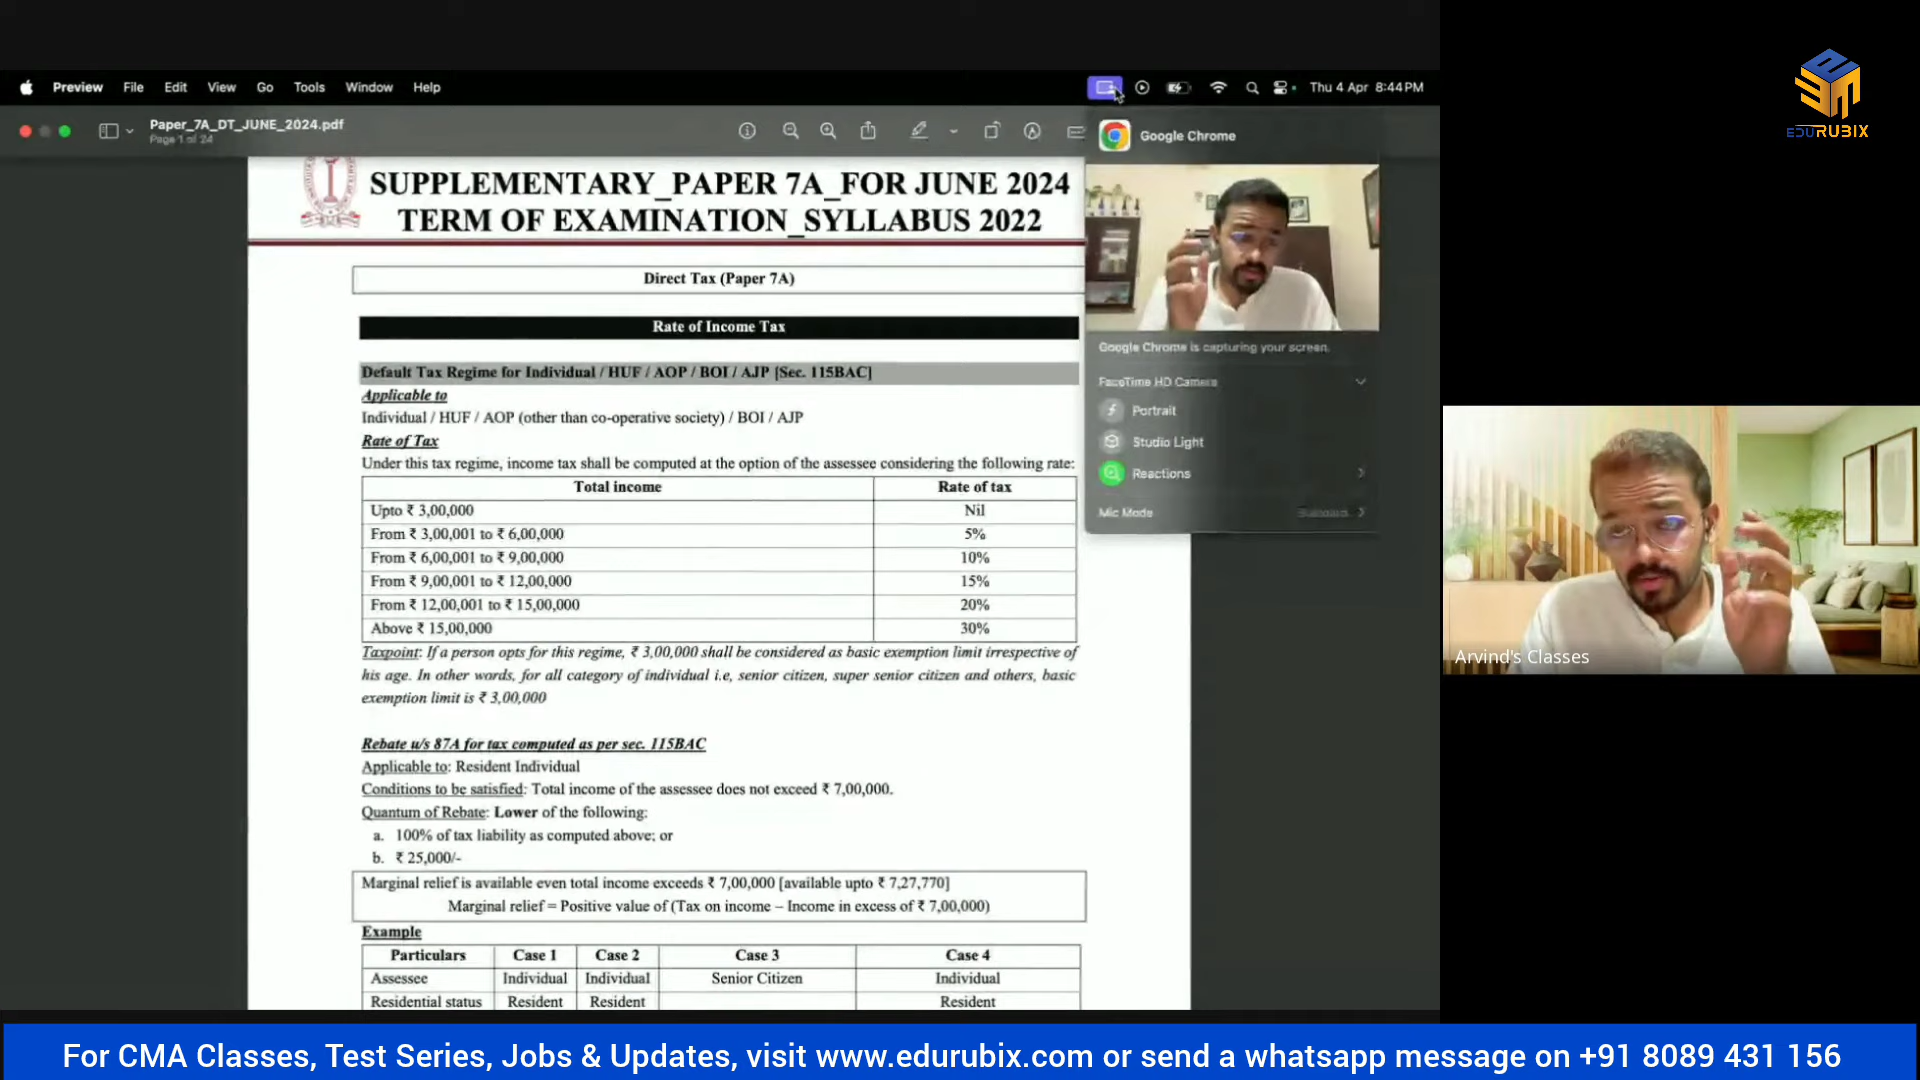 Preview File Edit View Go Tools Window Help
Thu 4 Apr 8:44 PM
Paper_7A_DT_JUNE_2024.pdf
Page 1 of 24
Google Chrome
Google Chrome is capturing your screen.
FaceTime HD Camera
Portrait
Studio Light
Reactions
Mic Mode
SUPPLEMENTARY_PAPER 7A_FOR JUNE 2024
TERM OF EXAMINATION_SYLLABUS 2022
Direct Tax (Paper 7A)
Rate of Income Tax
Default Tax Regime for Individual / HUF / AOP / BOI / AJP [Sec. 115BAC]
Applicable to
Individual / HUF / AOP (other than co-operative society) / BOI / AJP
Rate of Tax
Under this tax regime, income tax shall be computed at the option of the assessee considering the following rate:
Total income Rate of tax
Upto ₹ 3,00,000 Nil
From ₹ 3,00,001 to ₹ 6,00,000 5%
From ₹ 6,00,001 to ₹ 9,00,000 10%
From ₹ 9,00,001 to ₹ 12,00,000 15%
From ₹ 12,00,001 to ₹ 15,00,000 20%
Above ₹ 15,00,000 30%
Taxpoint: If a person opts for this regime, ₹ 3,00,000 shall be considered as basic exemption limit irrespective of
his age. In other words, for all category of individual i.e, senior citizen, super senior citizen and others, basic
exemption limit is ₹ 3,00,000
Rebate u/s 87A for tax computed as per sec. 115BAC
Applicable to: Resident Individual
Conditions to be satisfied: Total income of the assessee does not exceed ₹ 7,00,000.
Quantum of Rebate: Lower of the following:
a. 100% of tax liability as computed above; or
b. ₹ 25,000/-
Marginal relief is available even total income exceeds ₹ 7,00,000 [available upto ₹ 7,27,770]
Marginal relief = Positive value of (Tax on income – Income in excess of ₹ 7,00,000)
Example
Particulars Case 1 Case 2 Case 3 Case 4
Assessee Individual Individual Senior Citizen Individual
Residential status Resident Resident Resident
EDURUBIX
Arvind's Classes
For CMA Classes, Test Series, Jobs & Updates, visit www.edurubix.com or send a whatsapp message on +91 8089 431 156